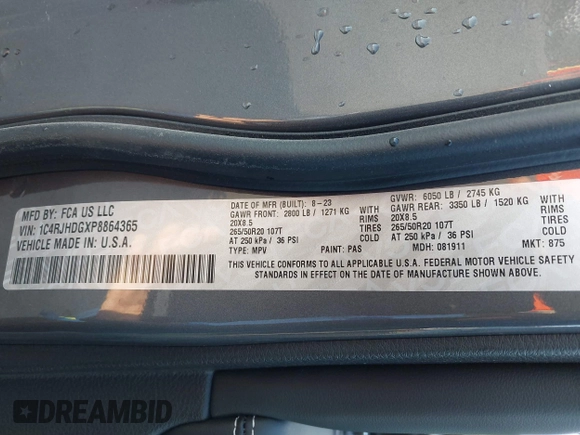 MFD BY: FCA US LLC
VIN: 1C4RJHDGXP8864365
VEHICLE MADE IN: U.S.A.
DATE OF MFR (BUILT): 8-23
GAWR FRONT: 2800 LB / 1271 KG
20X8.5 RIMS
265/50R20 107T TIRES
AT 250 kPa / 36 PSI COLD
TYPE: MPV PAINT: PAS
GVWR: 6050 LB / 2745 KG
GAWR REAR: 3350 LB / 1520 KG
20X8.5 RIMS
265/50R20 107T TIRES
AT 250 kPa / 36 PSI COLD
MDH: 081911 MKT: 875
THIS VEHICLE CONFORMS TO ALL APPLICABLE U.S.A. FEDERAL MOTOR VEHICLE SAFETY
STANDARDS IN EFFECT ON THE DATE OF MANUFACTURE SHOWN ABOVE.
DREAMBID